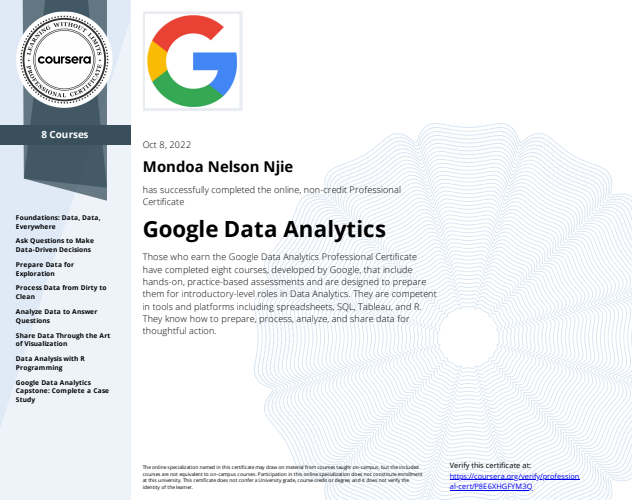 LEARNING WITHOUT LIMITS
coursera
PROFESSIONAL CERTIFICATE
8 Courses
Foundations: Data, Data,
Everywhere
Ask Questions to Make
Data-Driven Decisions
Prepare Data for
Exploration
Process Data from Dirty to
Clean
Analyze Data to Answer
Questions
Share Data Through the Art
of Visualization
Data Analysis with R
Programming
Google Data Analytics
Capstone: Complete a Case
Study
Oct 8, 2022
Mondoa Nelson Njie
has successfully completed the online, non-credit Professional
Certificate
Google Data Analytics
Those who earn the Google Data Analytics Professional Certificate
have completed eight courses, developed by Google, that include
hands-on, practice-based assessments and are designed to prepare
them for introductory-level roles in Data Analytics. They are competent
in tools and platforms including spreadsheets, SQL, Tableau, and R.
They know how to prepare, process, analyze, and share data for
thoughtful action.
The online specialization named in this certificate may draw on material from courses taught on-campus, but the included
courses are not equivalent to on-campus courses. Participation in this online specialization does not constitute enrollment
at this university. This certificate does not confer a University grade, course credit or degree, and it does not verify the
identity of the learner.
Verify this certificate at:
https://coursera.org/verify/profession
al-cert/P8E6XHGFYM3Q